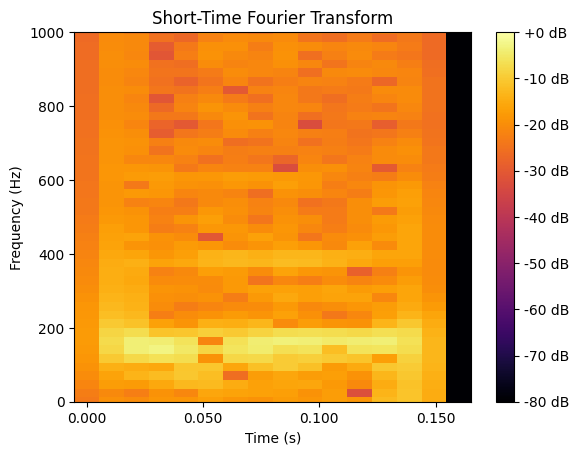 Short-Time Fourier Transform
1000
800
600
400
200
0
Frequency (Hz)
0.000
0.050
0.100
0.150
Time (s)
+0 dB
-10 dB
-20 dB
-30 dB
-40 dB
-50 dB
-60 dB
-70 dB
-80 dB